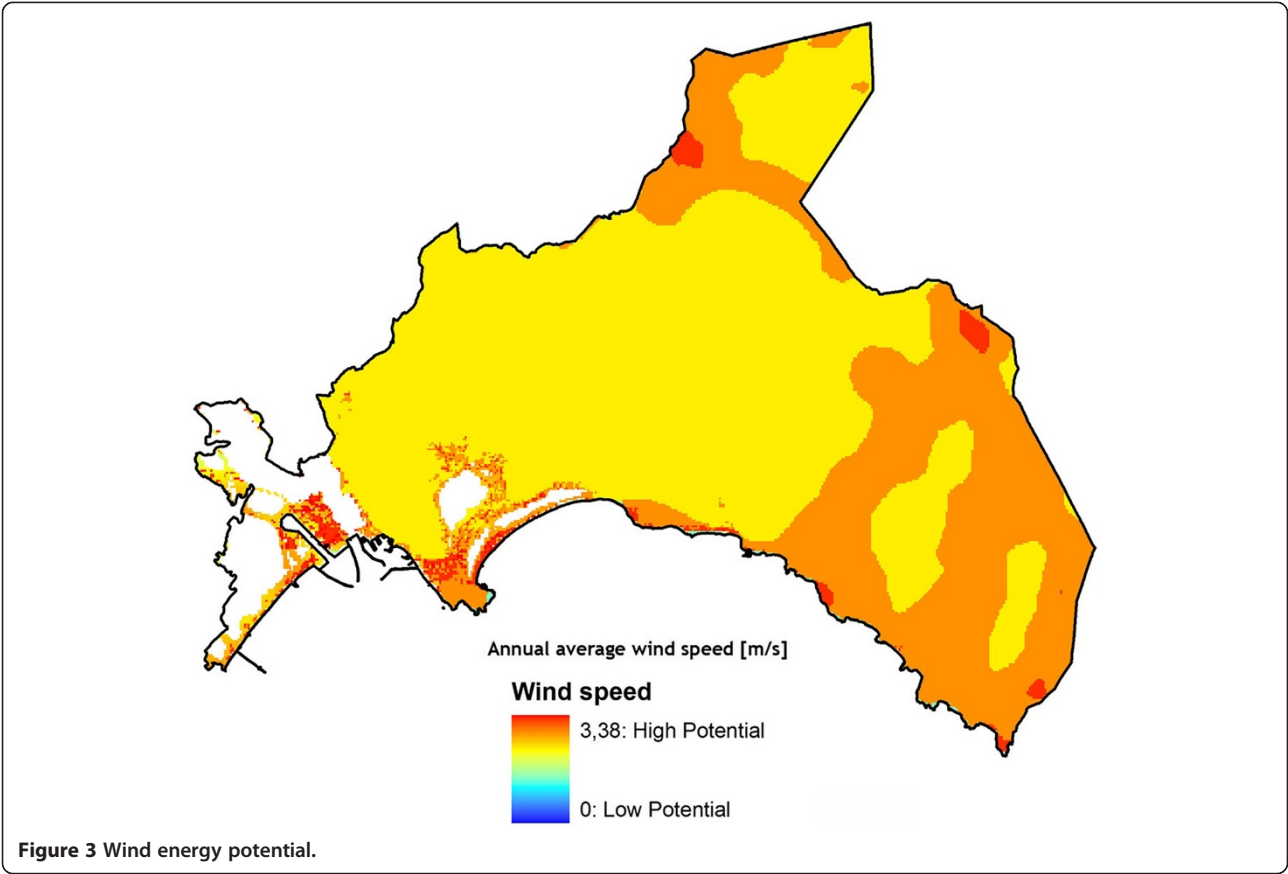 Annual average wind speed [m/s]
Wind speed
3,38: High Potential
0: Low Potential
Figure 3 Wind energy potential.